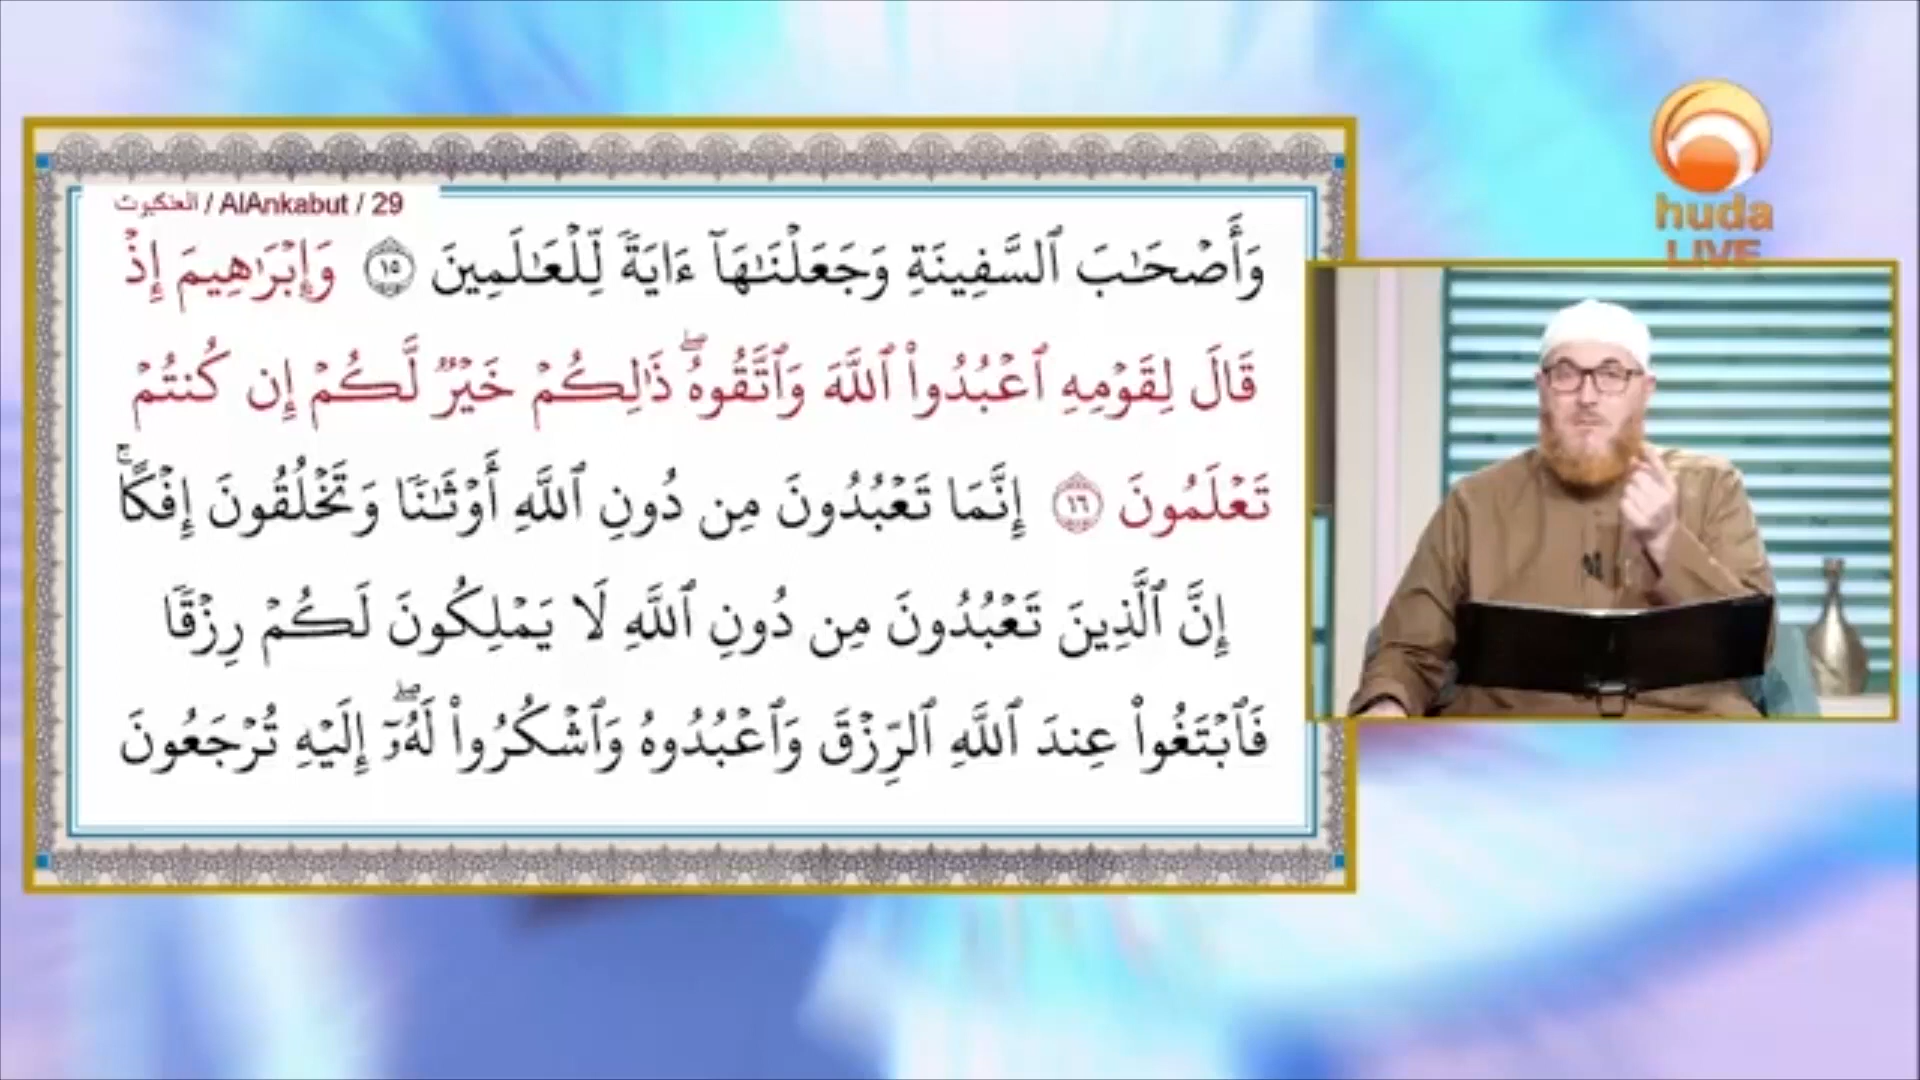 العنكبوت / AlAnkabut / 29
وَأَصْحَٰبَ ٱلسَّفِينَةِ وَجَعَلْنَٰهَآ ءَايَةً لِّلْعَٰلَمِينَ ١٥ وَإِبْرَٰهِيمَ إِذْ
قَالَ لِقَوْمِهِ ٱعْبُدُوا۟ ٱللَّهَ وَٱتَّقُوهُ ۖ ذَٰلِكُمْ خَيْرٌ لَّكُمْ إِن كُنتُمْ
تَعْلَمُونَ ١٦ إِنَّمَا تَعْبُدُونَ مِن دُونِ ٱللَّهِ أَوْثَٰنًا وَتَخْلُقُونَ إِفْكًا ۚ
إِنَّ ٱلَّذِينَ تَعْبُدُونَ مِن دُونِ ٱللَّهِ لَا يَمْلِكُونَ لَكُمْ رِزْقًا
فَٱبْتَغُوا۟ عِندَ ٱللَّهِ ٱلرِّزْقَ وَٱعْبُدُوهُ وَٱشْكُرُوا۟ لَهُۥٓ ۖ إِلَيْهِ تُرْجَعُونَ
huda
LIVE